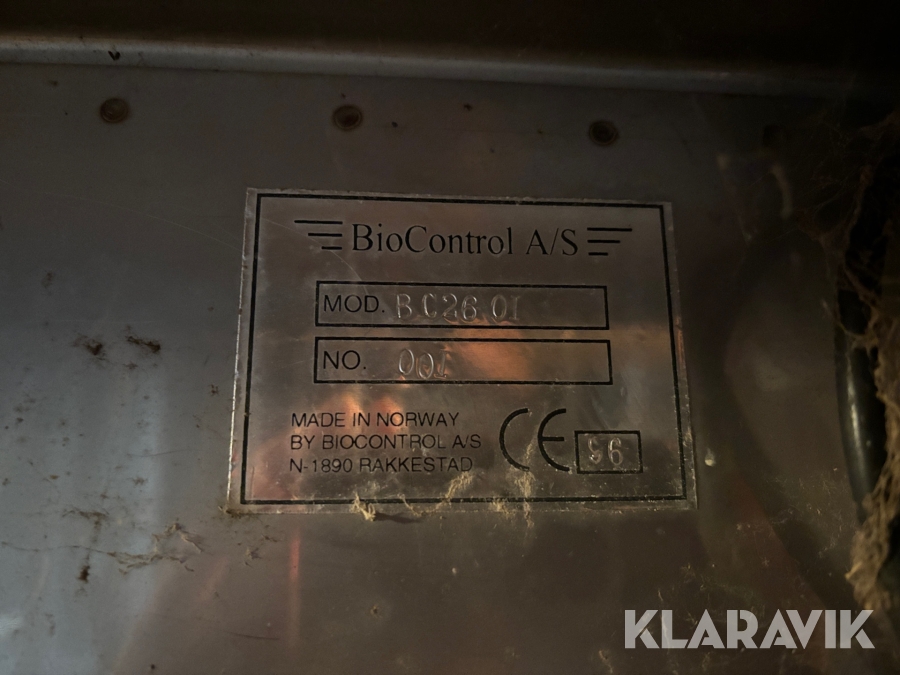 BioControl A/S
MOD. BC26 01
NO. 001
MADE IN NORWAY
BY BIOCONTROL A/S
N-1890 RAKKESTAD
CE 96
KLARAVIK